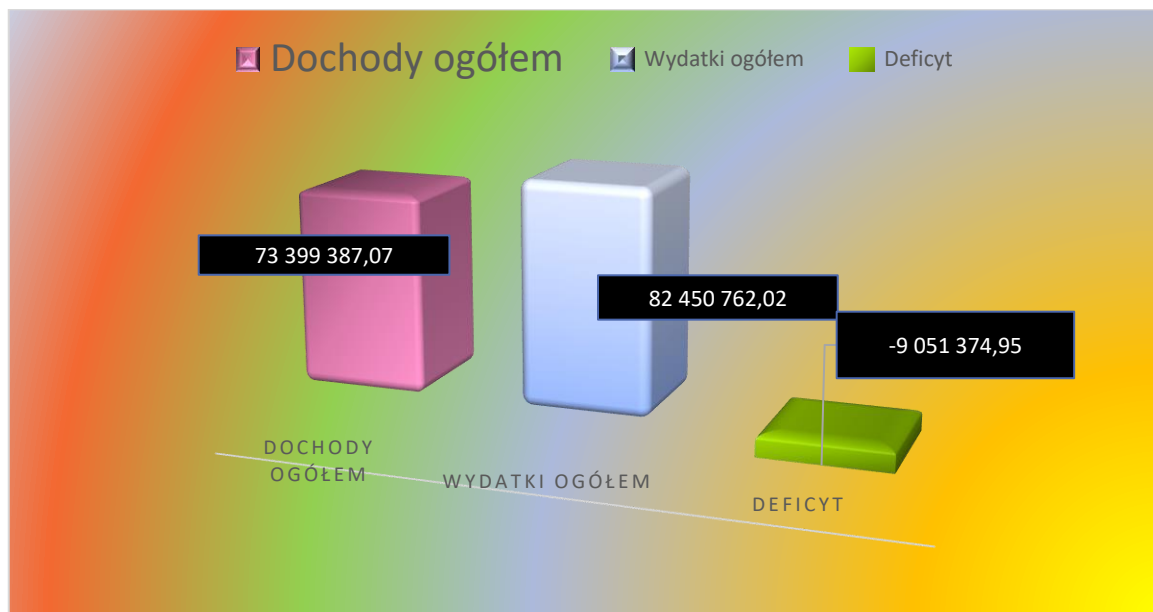 Dochody ogółem Wydatki ogółem Deficyt
73 399 387,07
82 450 762,02
-9 051 374,95
DOCHODY
OGÓŁEM
WYDATKI OGÓŁEM
DEFICYT